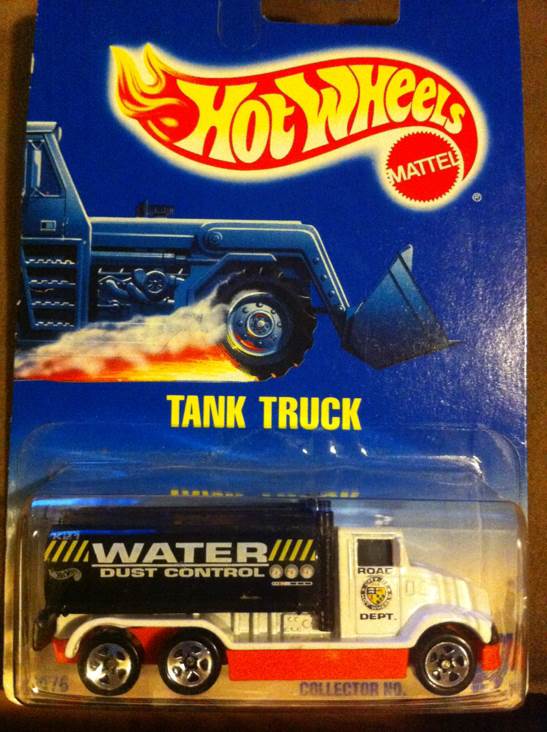 HOT WHEELS
MATTEL
®
TANK TRUCK
WATER
DUST CONTROL
ROAD
DEPT.
COLLECTOR NO.